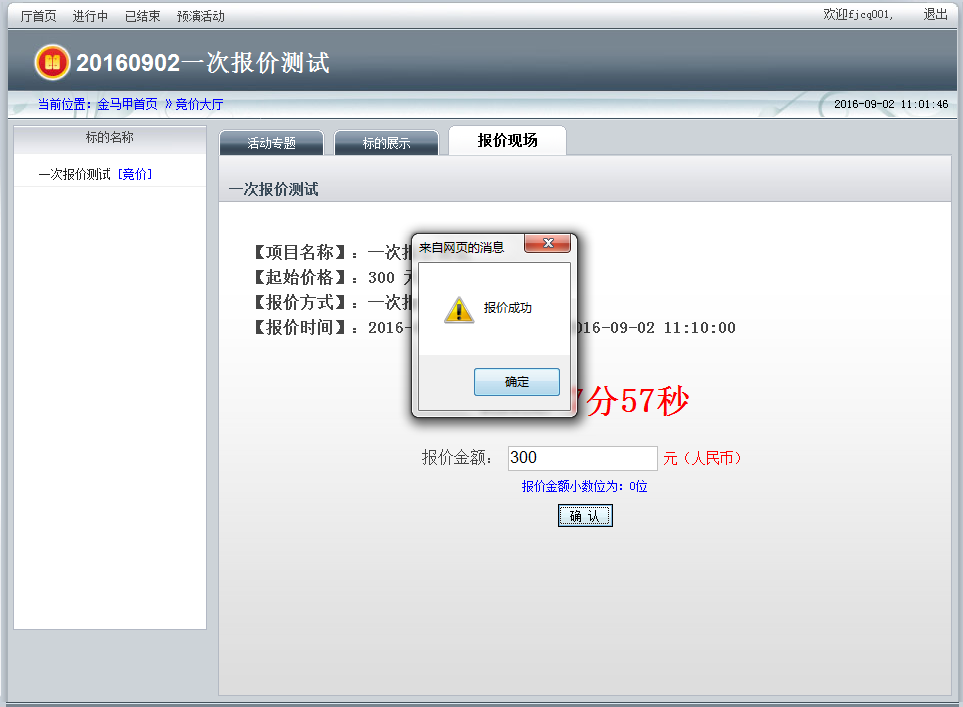 厅首页 进行中 已结束 预演活动 欢迎fjcq001, 退出
20160902一次报价测试
当前位置：金马甲首页 》竞价大厅 2016-09-02 11:01:46
标的名称
一次报价测试 [竞价]
活动专题 标的展示 报价现场
一次报价测试
【项目名称】：一次
【起始价格】：300
【报价方式】：一次
【报价时间】：2016- 16-09-02 11:10:00
来自网页的消息
报价成功
确定
分57秒
报价金额： 300 元（人民币）
报价金额小数位为：0位
确 认